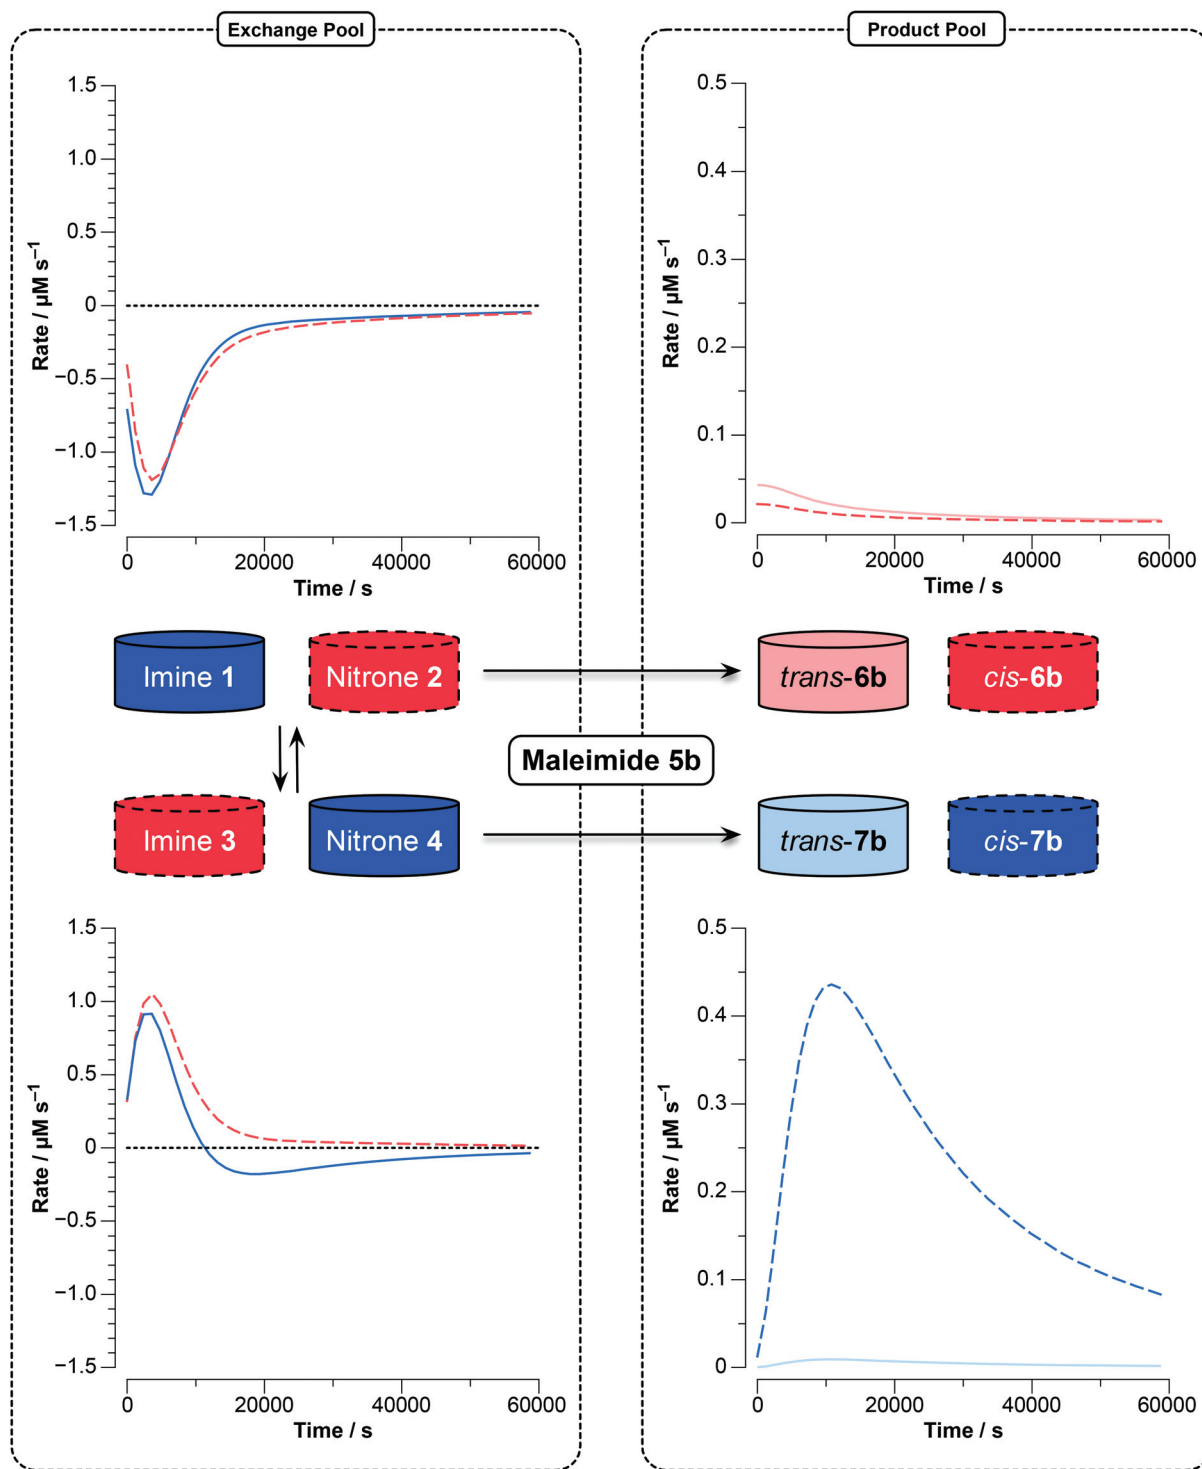 Exchange Pool
Product Pool
1.5
1.0
0.5
0
−0.5
−1.0
−1.5
Rate / µM s⁻¹
0 20000 40000 60000
Time / s
0.5
0.4
0.3
0.2
0.1
0
Rate / µM s⁻¹
0 20000 40000 60000
Time / s
Imine 1
Nitrone 2
trans-6b
cis-6b
Maleimide 5b
Imine 3
Nitrone 4
trans-7b
cis-7b
1.5
1.0
0.5
0
−0.5
−1.0
−1.5
Rate / µM s⁻¹
0 20000 40000 60000
Time / s
0.5
0.4
0.3
0.2
0.1
0
Rate / µM s⁻¹
0 20000 40000 60000
Time / s